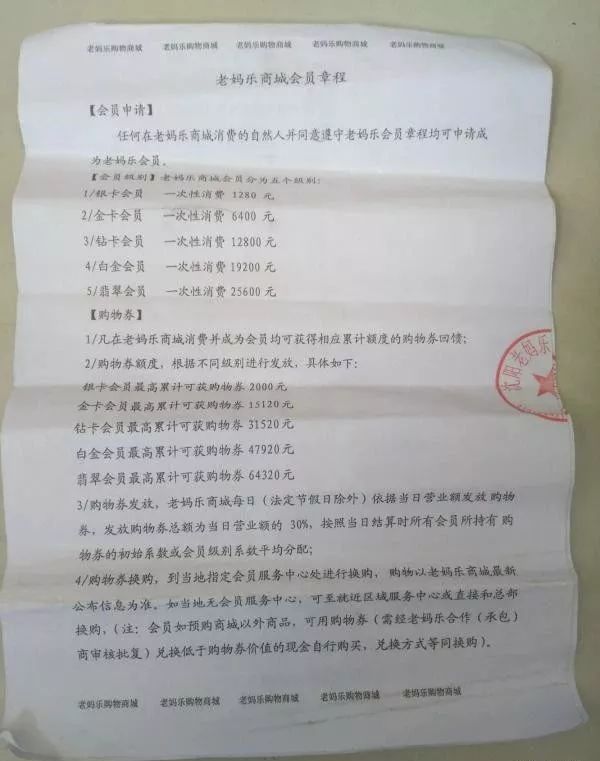 老妈乐购物商城 老妈乐购物商城 老妈乐购物商城 老妈乐购物商城 老妈乐购物商城
老妈乐商城会员章程
【会员申请】
任何在老妈乐商城消费的自然人并同意遵守老妈乐会员章程均可申请成
为老妈乐会员。
【会员级别】老妈乐商城会员分为五个级别:
1/银卡会员 一次性消费 1280 元
2/金卡会员 一次性消费 6400 元
3/钻卡会员 一次性消费 12800 元
4/白金会员 一次性消费 19200 元
5/翡翠会员 一次性消费 25600 元
【购物券】
1/凡在老妈乐商城消费并成为会员均可获得相应累计额度的购物券回馈;
2/购物券额度，根据不同级别进行发放，具体如下:
银卡会员最高累计可获购物券 2000 元
金卡会员最高累计可获购物券 15120 元
钻卡会员最高累计可获购物券 31520 元
白金会员最高累计可获购物券 47920 元
翡翠会员最高累计可获购物券 64320 元
沈阳老妈乐
3/购物券发放，老妈乐商城每日（法定节假日除外）依据当日营业额发放 购物
券，发放购物券总额为当日营业额的 30%，按照当日结算时所有会员所持有 购
物券的初始系数或会员级别系数平均分配;
4/购物券换购，到当地指定会员服务中心处进行换购， 购物以老妈乐商城最新
公布信息为准。如当地无会员服务中心，可至就近区域服务中心或直接和总部
换购，（注：会员如预购商城以外商品，可用购物券（需经老妈乐合作（承包）
商审核批复）兑换低于购物券价值的现金自行购买，兑换方式等同换购）。
老妈乐购物商城 老妈乐购物商城 老妈乐购物商城 老妈乐购物商城 老妈乐购物商城